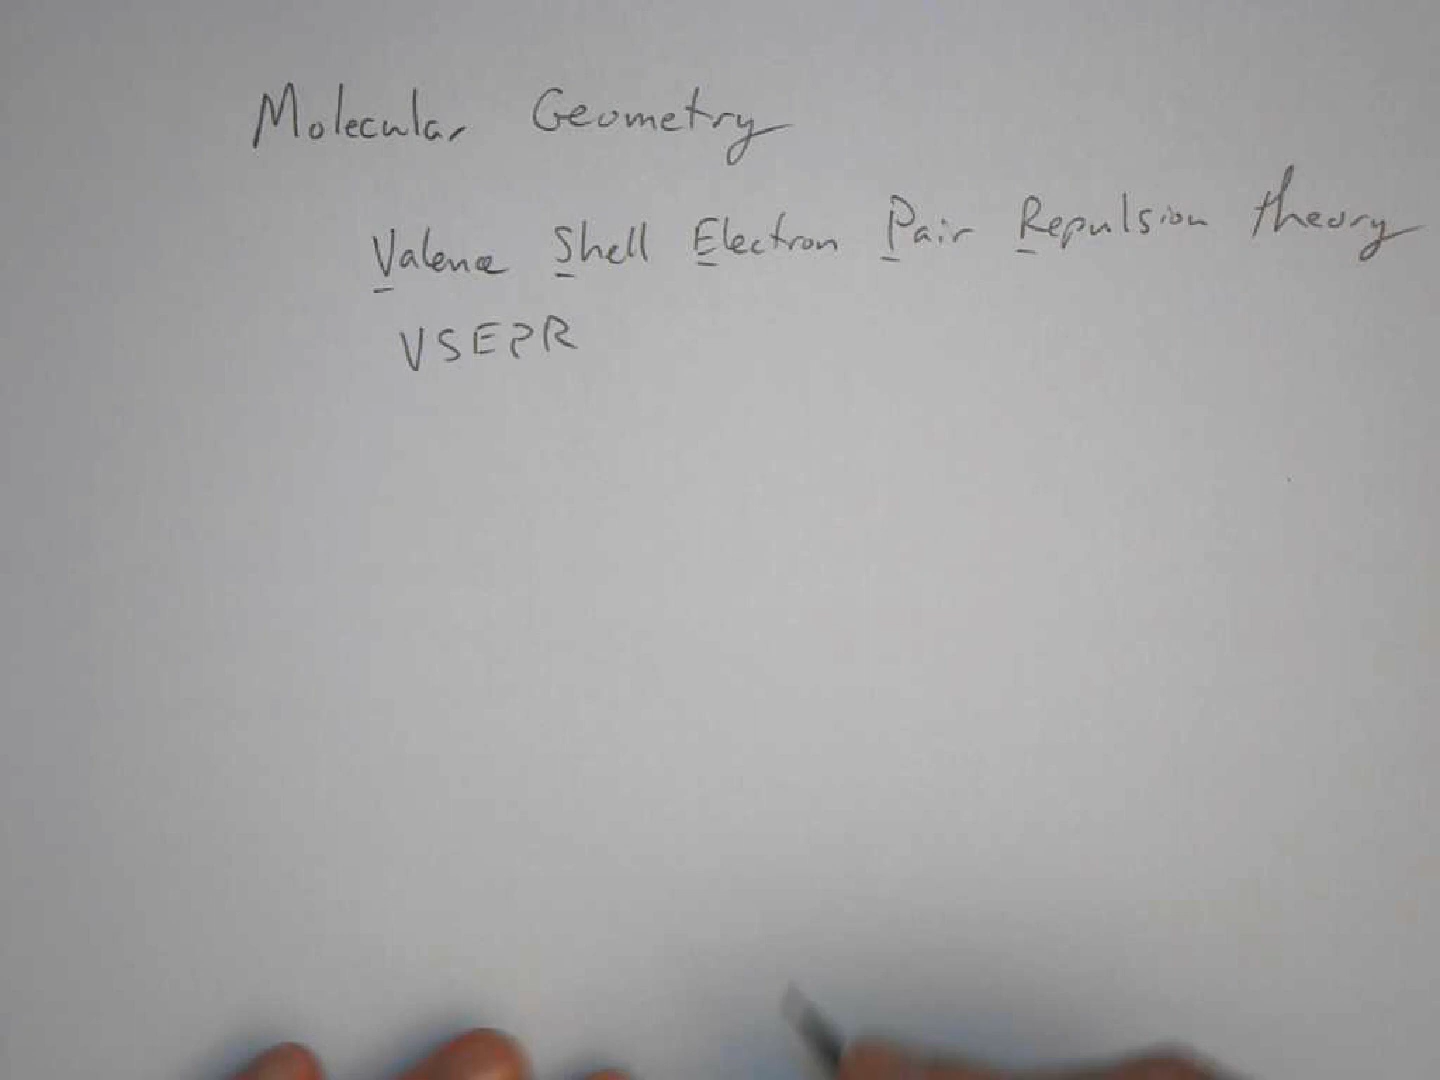 Molecular Geometry
Valence Shell Electron Pair Repulsion theory
VSEPR